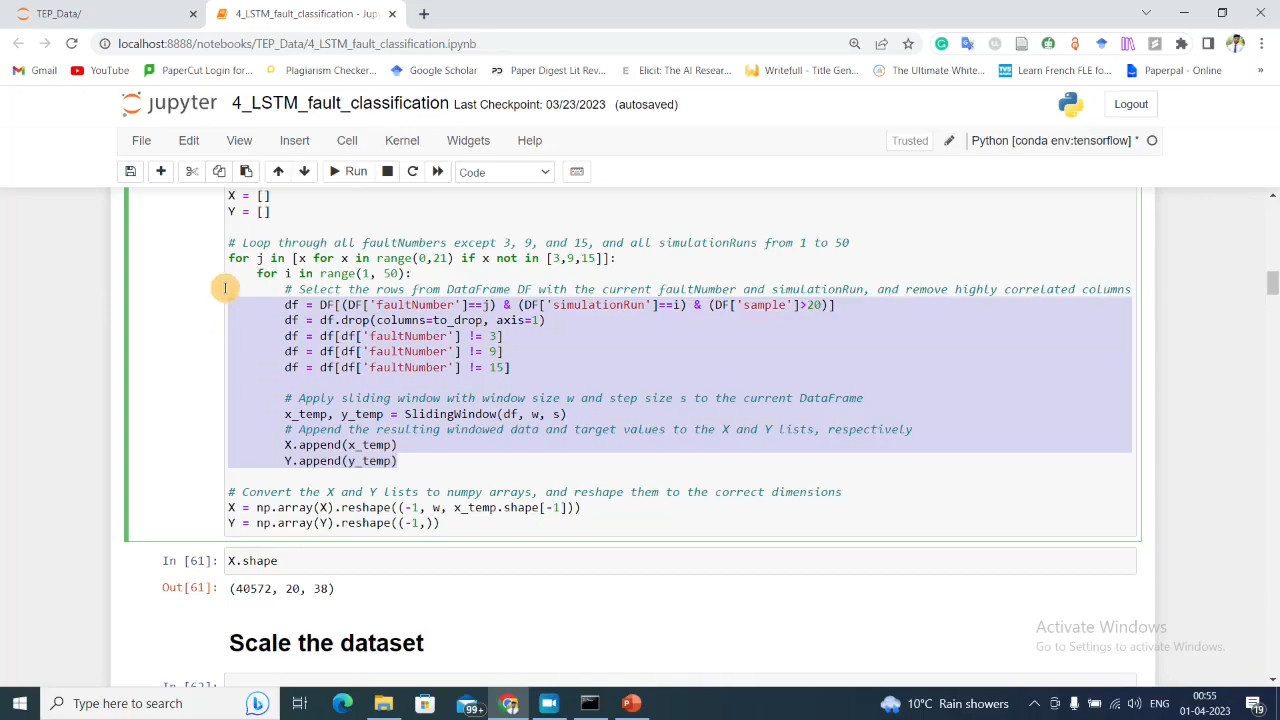 TEP_Data/
4_LSTM_fault_classification - Jup
localhost:8888/notebooks/TEP_Data/4_LSTM_fault_classification.ipynb
Gmail YouTube PaperCut Login for... Plagiarism Checker... Google Scholar Paper Digest Lit Rev... Elicit: The AI Resear... Writefull - Title Gen... The Ultimate White... Learn French FLE fo... Paperpal - Online »
jupyter 4_LSTM_fault_classification Last Checkpoint: 03/23/2023 (autosaved) Logout
File Edit View Insert Cell Kernel Widgets Help Trusted Python [conda env:tensorflow] *
Run Code
X = []
Y = []
# Loop through all faultNumbers except 3, 9, and 15, and all simulationRuns from 1 to 50
for j in [x for x in range(0,21) if x not in [3,9,15]]:
for i in range(1, 50):
# Select the rows from DataFrame DF with the current faultNumber and simulationRun, and remove highly correlated columns
df = DF[(DF['faultNumber']==j) & (DF['simulationRun']==i) & (DF['sample']>20)]
df = df.drop(columns=to_drop, axis=1)
df = df[df['faultNumber'] != 3]
df = df[df['faultNumber'] != 9]
df = df[df['faultNumber'] != 15]
# Apply sliding window with window size w and step size s to the current DataFrame
x_temp, y_temp = SlidingWindow(df, w, s)
# Append the resulting windowed data and target values to the X and Y lists, respectively
X.append(x_temp)
Y.append(y_temp)
# Convert the X and Y lists to numpy arrays, and reshape them to the correct dimensions
X = np.array(X).reshape((-1, w, x_temp.shape[-1]))
Y = np.array(Y).reshape((-1,))
In [61]: X.shape
Out[61]: (40572, 20, 38)
Scale the dataset
Activate Windows
Go to Settings to activate Windows.
In [62]:
Type here to search
99+
10°C Rain showers
ENG
00:55
01-04-2023
19